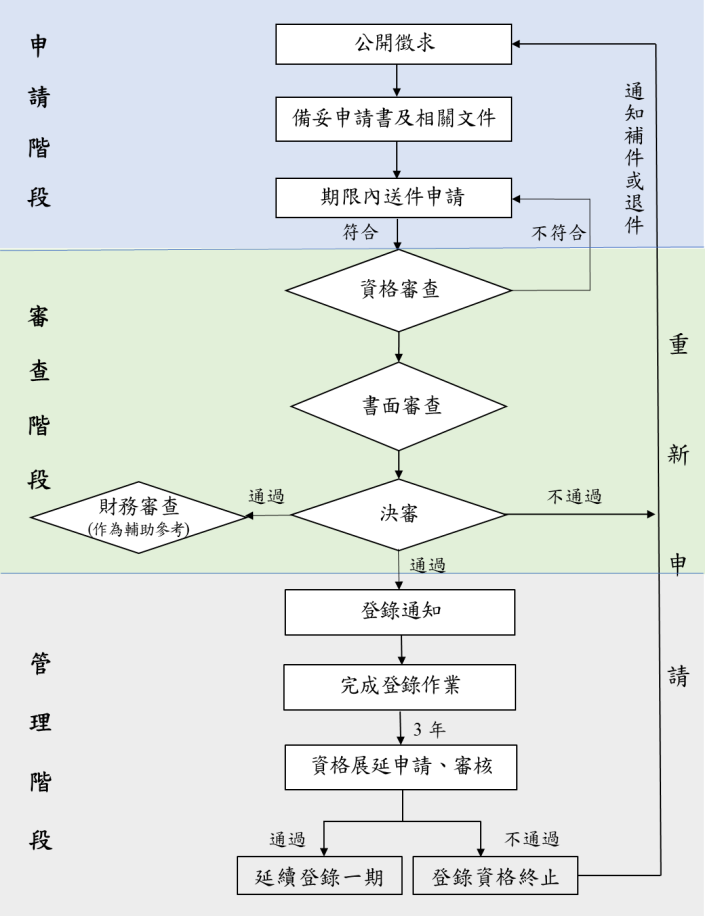 申請階段
公開徵求
備妥申請書及相關文件
期限內送件申請
符合
不符合
通知補件或退件
審查階段
資格審查
書面審查
決審
通過
不通過
財務審查
(作為輔助參考)
通過
重新申請
管理階段
登錄通知
完成登錄作業
3 年
資格展延申請、審核
通過
不通過
延續登錄一期
登錄資格終止